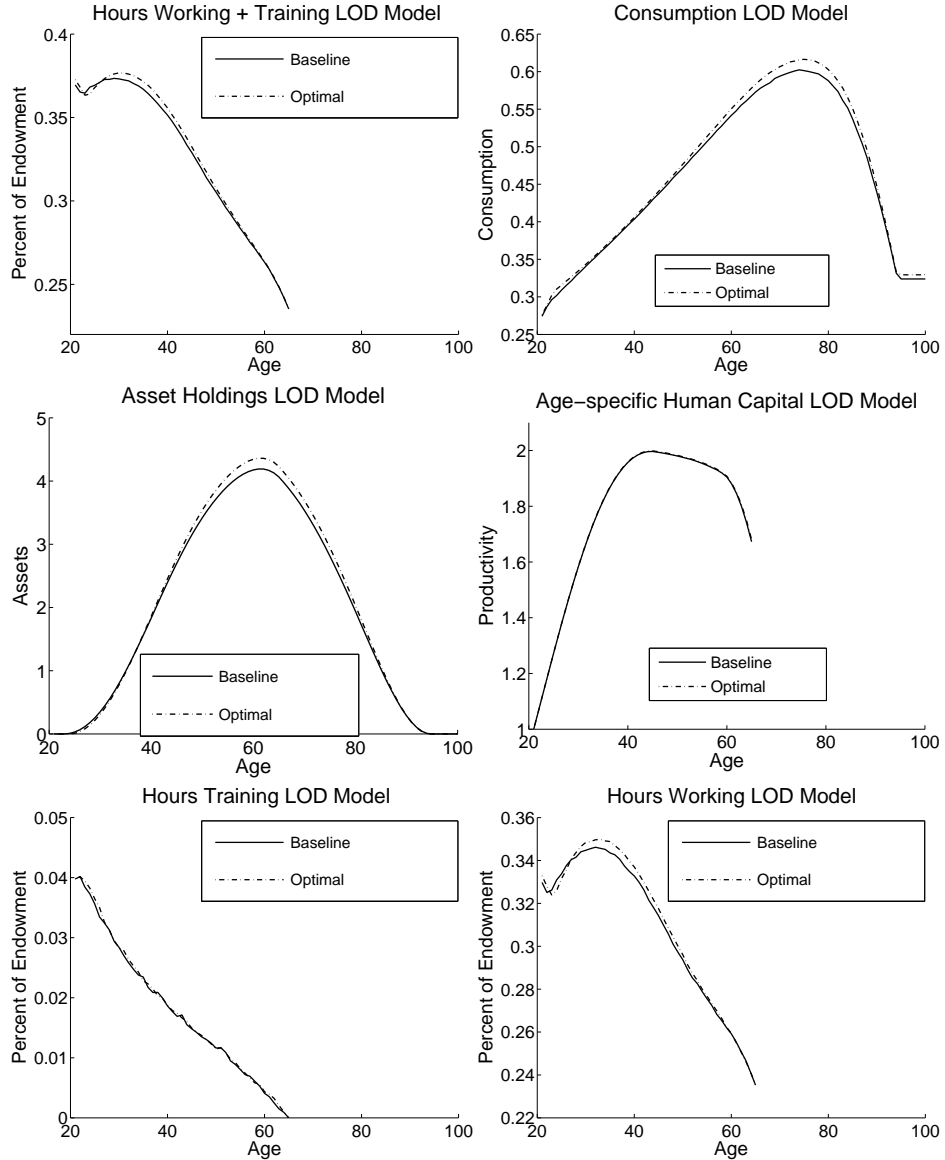 Hours Working + Training LOD Model
Percent of Endowment
0.4
0.35
0.3
0.25
20 40 60 80 100
Age
Baseline
Optimal
Consumption LOD Model
Consumption
0.65
0.6
0.55
0.5
0.45
0.4
0.35
0.3
0.25
20 40 60 80 100
Age
Baseline
Optimal
Asset Holdings LOD Model
Assets
5
4
3
2
1
0
20 40 60 80 100
Age
Baseline
Optimal
Age−specific Human Capital LOD Model
Productivity
2
1.8
1.6
1.4
1.2
1
20 40 60 80 100
Age
Baseline
Optimal
Hours Training LOD Model
Percent of Endowment
0.05
0.04
0.03
0.02
0.01
0
20 40 60 80 100
Age
Baseline
Optimal
Hours Working LOD Model
Percent of Endowment
0.36
0.34
0.32
0.3
0.28
0.26
0.24
0.22
20 40 60 80 100
Age
Baseline
Optimal